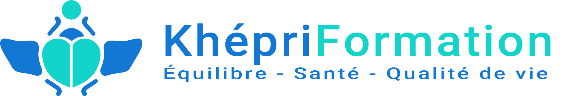 KhépriFormation
Équilibre - Santé - Qualité de vie